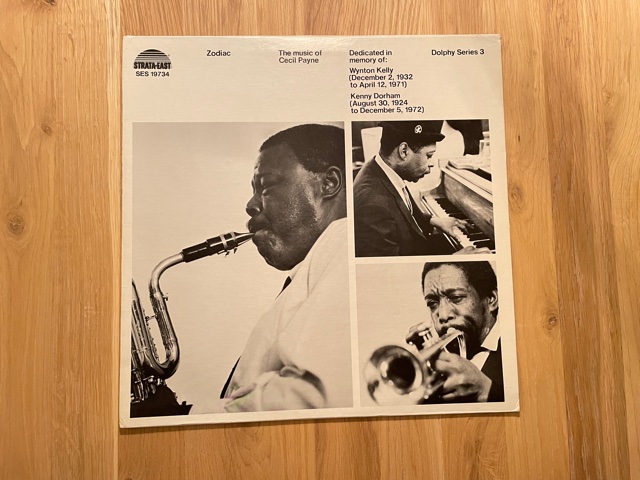 STRATA-EAST
SES 19734
Zodiac
The music of
Cecil Payne
Dedicated in
memory of:
Wynton Kelly
(December 2, 1932
to April 12, 1971)
Kenny Dorham
(August 30, 1924
to December 5, 1972)
Dolphy Series 3